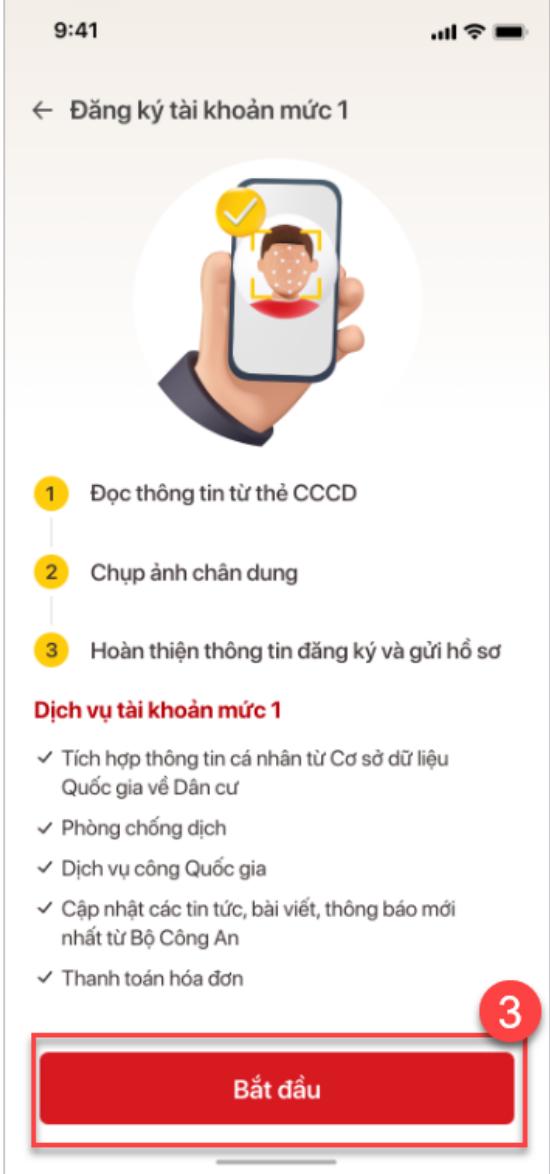 9:41
← Đăng ký tài khoản mức 1
1 Đọc thông tin từ thẻ CCCD
2 Chụp ảnh chân dung
3 Hoàn thiện thông tin đăng ký và gửi hồ sơ
Dịch vụ tài khoản mức 1
✓ Tích hợp thông tin cá nhân từ Cơ sở dữ liệu
Quốc gia về Dân cư
✓ Phòng chống dịch
✓ Dịch vụ công Quốc gia
✓ Cập nhật các tin tức, bài viết, thông báo mới
nhất từ Bộ Công An
✓ Thanh toán hóa đơn
3
Bắt đầu